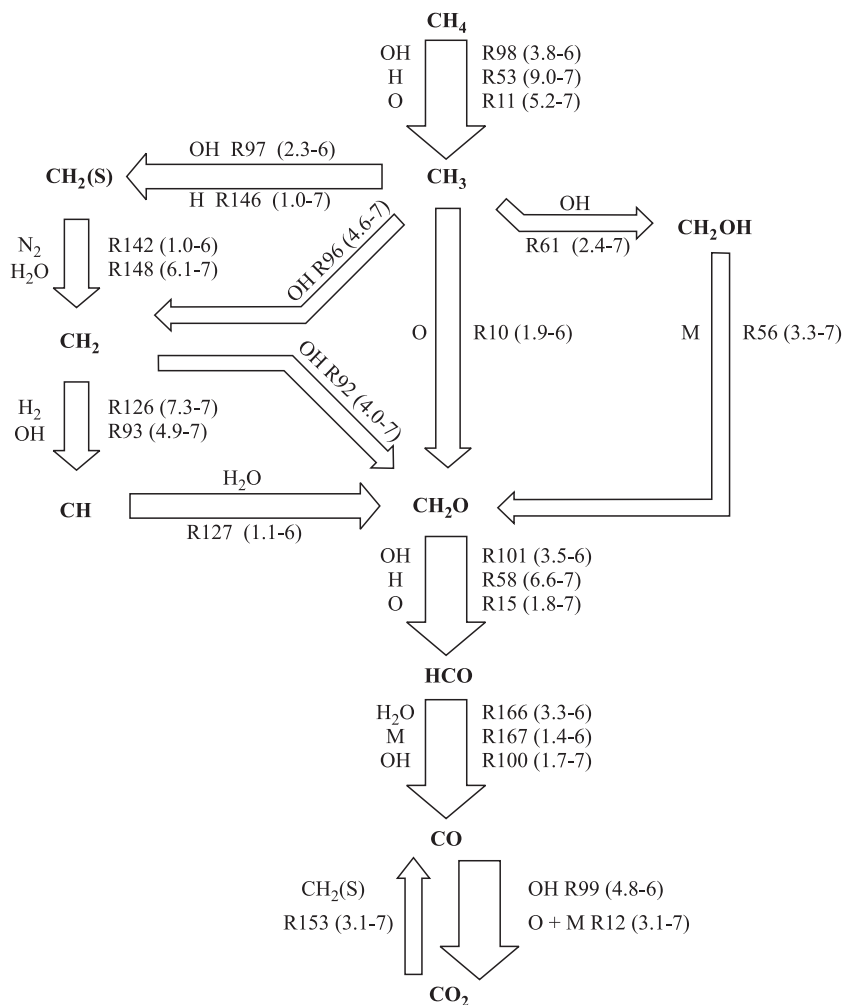 CH₄
OH R98 (3.8-6)
H R53 (9.0-7)
O R11 (5.2-7)
OH R97 (2.3-6)
CH₂(S)
CH₃
H R146 (1.0-7)
OH
CH₂OH
R61 (2.4-7)
N₂ R142 (1.0-6)
H₂O R148 (6.1-7)
OH R96 (4.6-7)
CH₂
O R10 (1.9-6)
M R56 (3.3-7)
OH R92 (4.0-7)
H₂ R126 (7.3-7)
OH R93 (4.9-7)
H₂O
CH
CH₂O
R127 (1.1-6)
OH R101 (3.5-6)
H R58 (6.6-7)
O R15 (1.8-7)
HCO
H₂O R166 (3.3-6)
M R167 (1.4-6)
OH R100 (1.7-7)
CO
CH₂(S)
R153 (3.1-7)
OH R99 (4.8-6)
O + M R12 (3.1-7)
CO₂